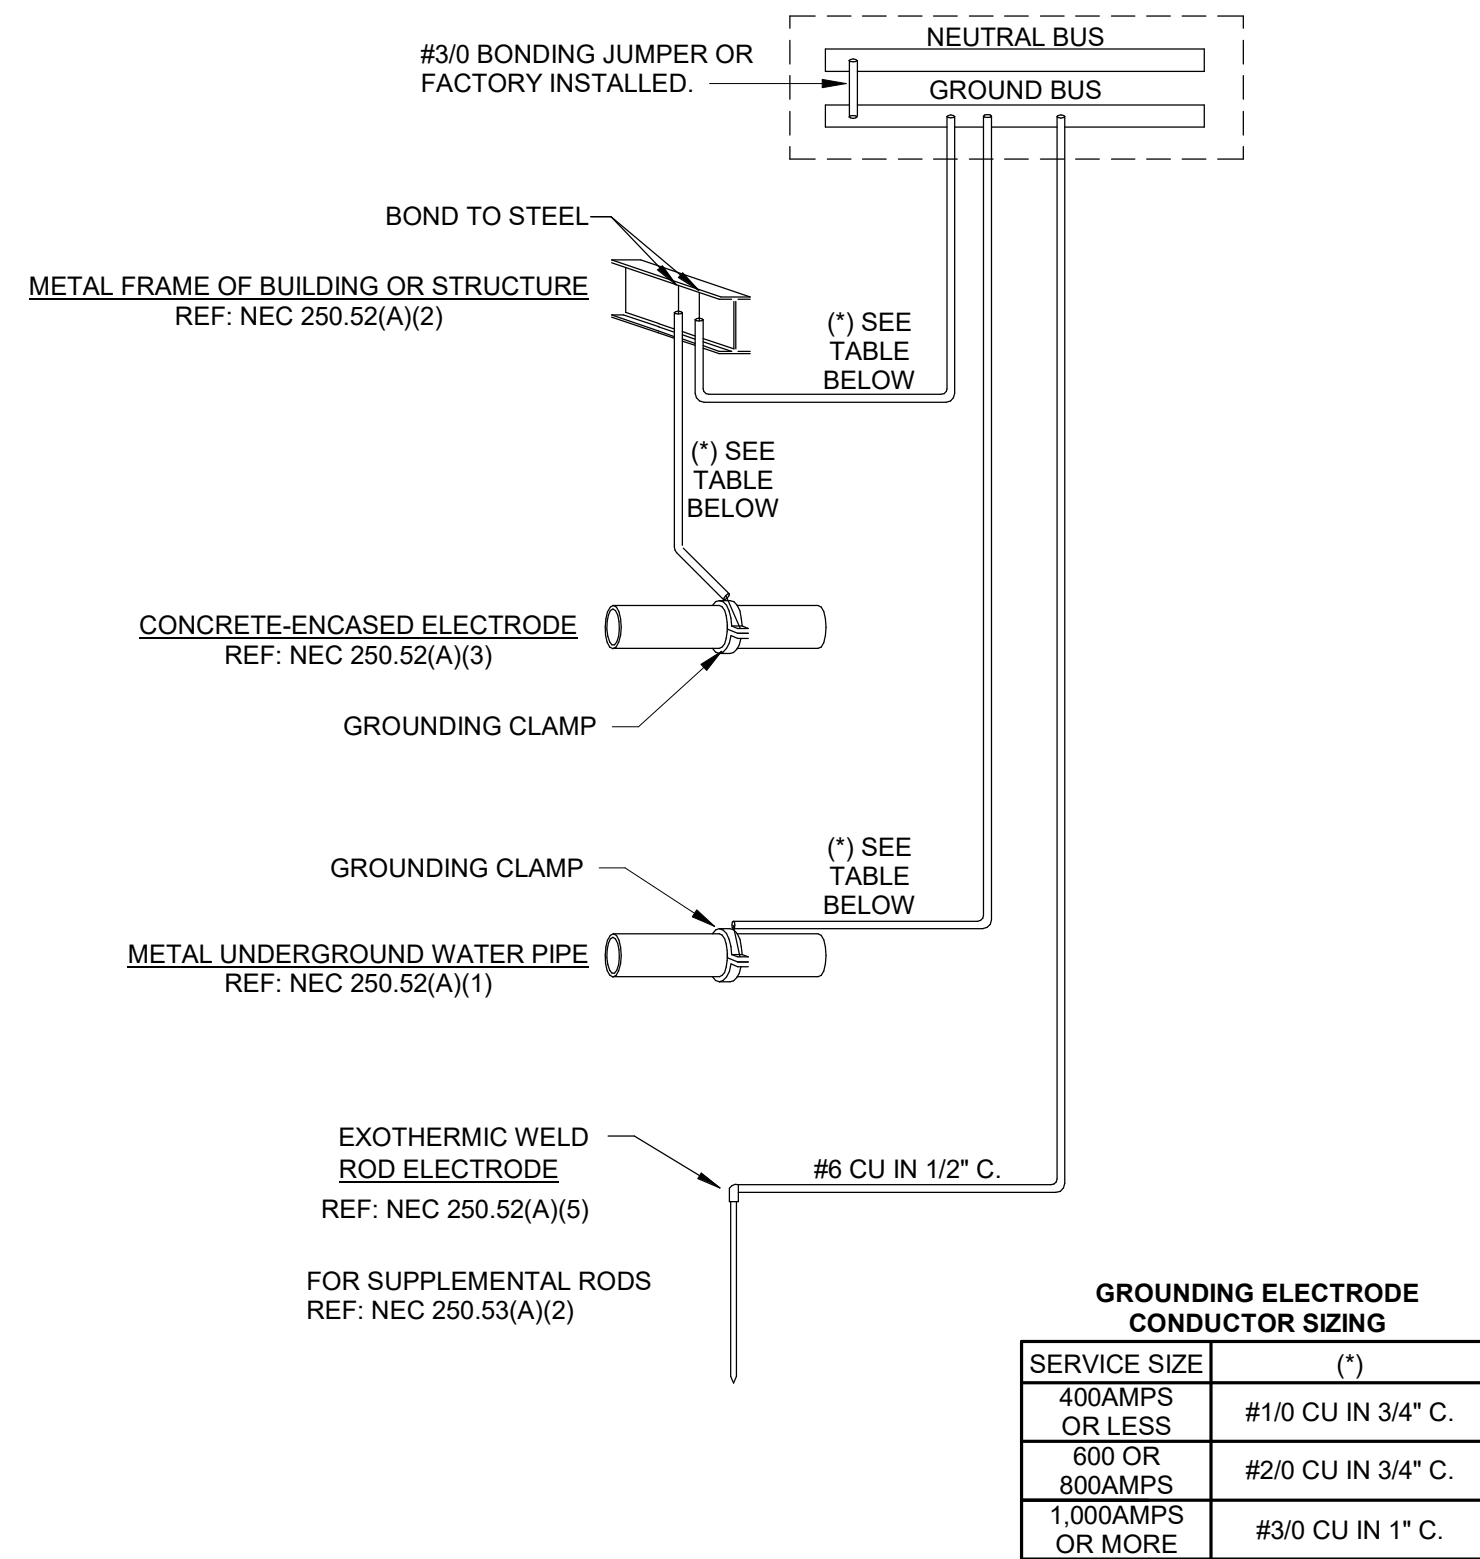 NEUTRAL BUS
#3/0 BONDING JUMPER OR
FACTORY INSTALLED.
GROUND BUS
BOND TO STEEL
METAL FRAME OF BUILDING OR STRUCTURE
REF: NEC 250.52(A)(2)
(*) SEE
TABLE
BELOW
(*) SEE
TABLE
BELOW
CONCRETE-ENCASED ELECTRODE
REF: NEC 250.52(A)(3)
GROUNDING CLAMP
(*) SEE
TABLE
BELOW
GROUNDING CLAMP
METAL UNDERGROUND WATER PIPE
REF: NEC 250.52(A)(1)
EXOTHERMIC WELD
ROD ELECTRODE
REF: NEC 250.52(A)(5)
#6 CU IN 1/2" C.
FOR SUPPLEMENTAL RODS
REF: NEC 250.53(A)(2)
GROUNDING ELECTRODE
CONDUCTOR SIZING
SERVICE SIZE (*)
400AMPS
OR LESS
#1/0 CU IN 3/4" C.
600 OR
800AMPS
#2/0 CU IN 3/4" C.
1,000AMPS
OR MORE
#3/0 CU IN 1" C.